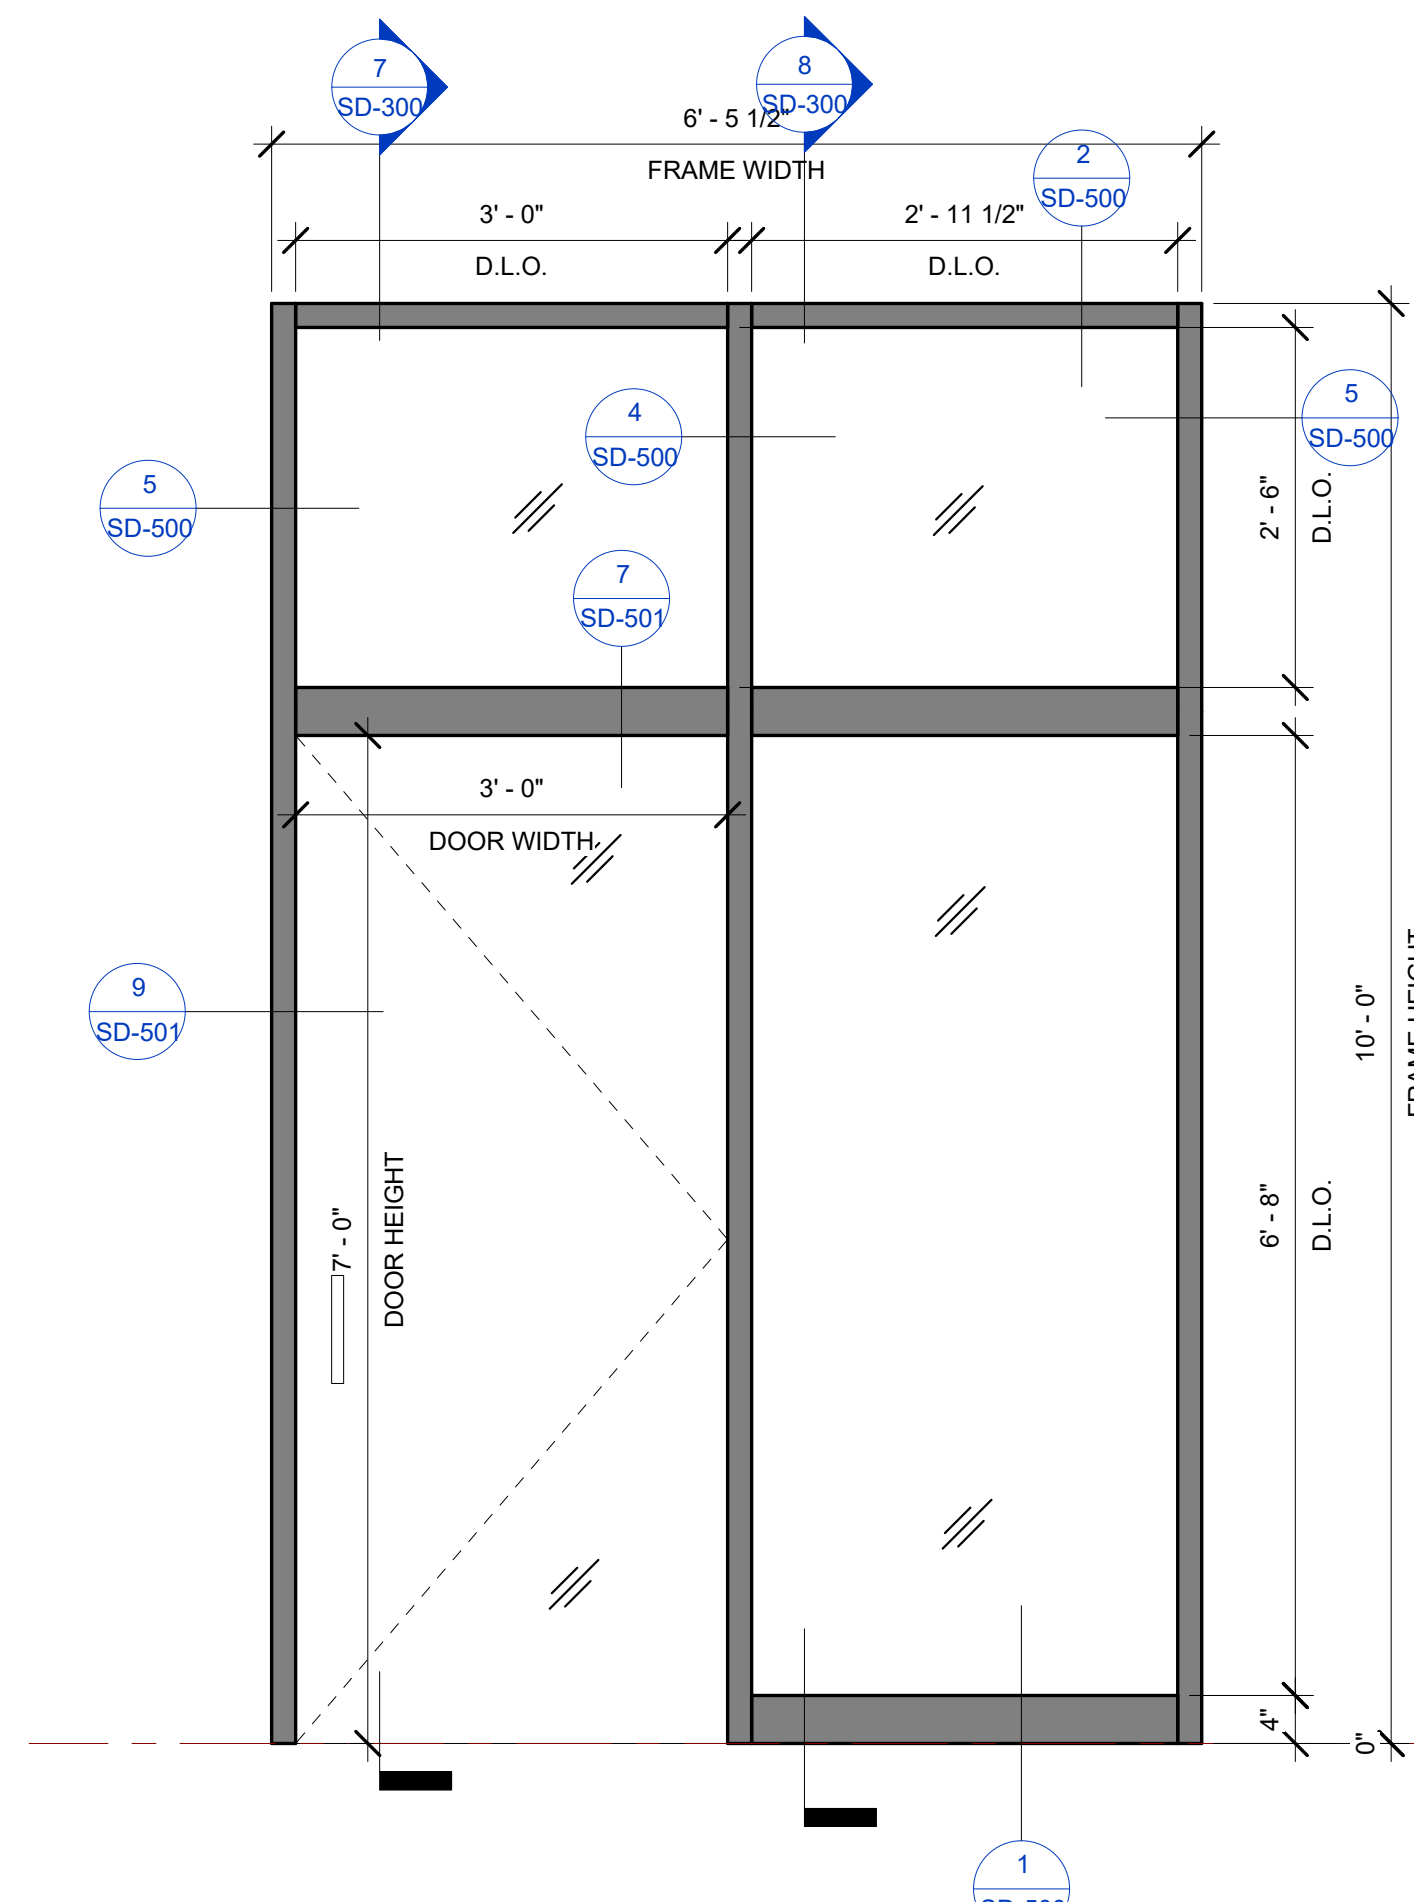 7
SD-300
8
SD-300
6' - 5 1/2"
FRAME WIDTH
2
SD-500
3' - 0"
D.L.O.
2' - 11 1/2"
D.L.O.
4
SD-500
5
SD-500
5
SD-500
2' - 6"
D.L.O.
7
SD-501
3' - 0"
DOOR WIDTH
9
SD-501
10' - 0"
FRAME HEIGHT
7' - 0"
DOOR HEIGHT
6' - 8"
D.L.O.
4"
0"
1